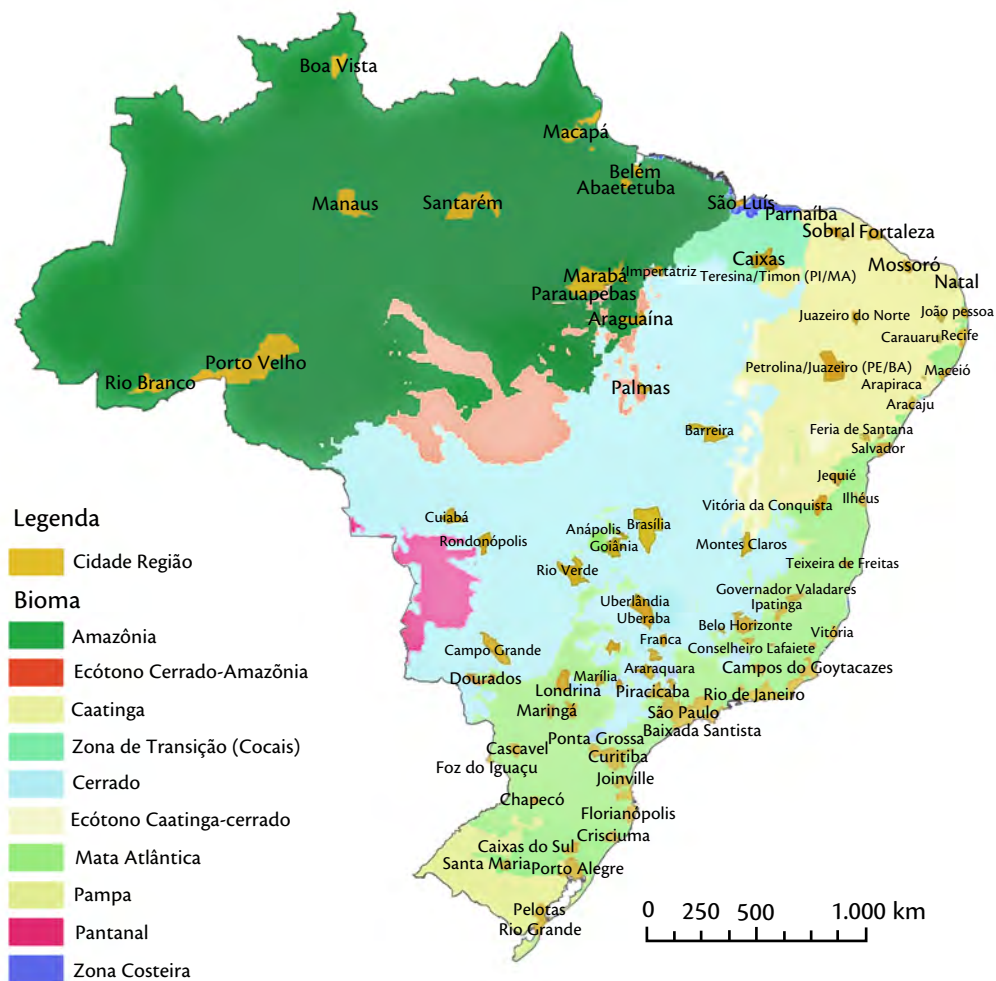 Boa Vista
Macapá
Belém
Abaetetuba
Manaus
Santarém
São Luís
Parnaíba
Sobral
Fortaleza
Caixas
Teresina/Timon (PI/MA)
Mossoró
Natal
Marabá
Impertatriz
Parauapebas
Araguaína
Juazeiro do Norte
João pessoa
Carauaru
Recife
Porto Velho
Rio Branco
Palmas
Petrolina/Juazeiro (PE/BA)
Maceió
Arapiraca
Aracaju
Barreira
Feria de Santana
Salvador
Jequié
Ilhéus
Vitória da Conquista
Cuiabá
Rondonópolis
Anápolis
Brasília
Goiânia
Montes Claros
Rio Verde
Teixeira de Freitas
Governador Valadares
Ipatinga
Uberlândia
Uberaba
Belo Horizonte
Vitória
Franca
Conselheiro Lafaiete
Campo Grande
Araraquara
Campos do Goytacazes
Dourados
Marília
Londrina
Piracicaba
Rio de Janeiro
Maringá
São Paulo
Baixada Santista
Ponta Grossa
Cascavel
Curitiba
Foz do Iguaçu
Joinville
Chapecó
Florianópolis
Crisciuma
Caixas do Sul
Santa Maria
Porto Alegre
Pelotas
Rio Grande
Legenda
Cidade Região
Bioma
Amazônia
Ecótono Cerrado-Amazõnia
Caatinga
Zona de Transição (Cocais)
Cerrado
Ecótono Caatinga-cerrado
Mata Atlântica
Pampa
Pantanal
Zona Costeira
0 250 500 1.000 km